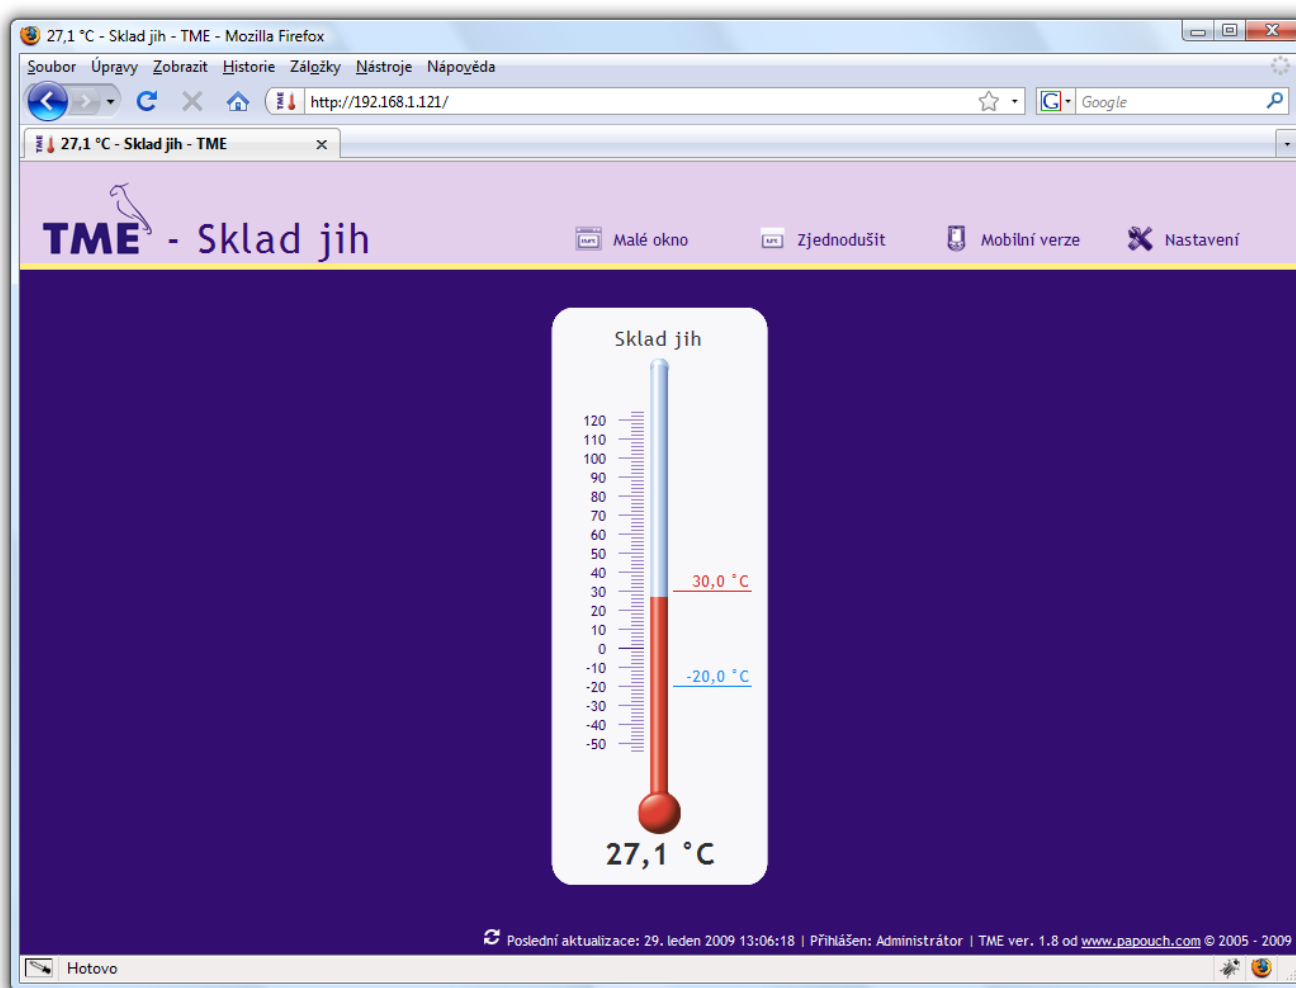 27,1 °C - Sklad jih - TME - Mozilla Firefox
Soubor Úpravy Zobrazit Historie Záložky Nástroje Nápověda
http://192.168.1.121/
G Google
27,1 °C - Sklad jih - TME
TME - Sklad jih
Malé okno Zjednodušit Mobilní verze Nastavení
Sklad jih
120
110
100
90
80
70
60
50
40
30,0 °C
30
20
10
0
-10
-20,0 °C
-20
-30
-40
-50
27,1 °C
Poslední aktualizace: 29. leden 2009 13:06:18 | Přihlášen: Administrátor | TME ver. 1.8 od www.papouch.com © 2005 - 2009
Hotovo